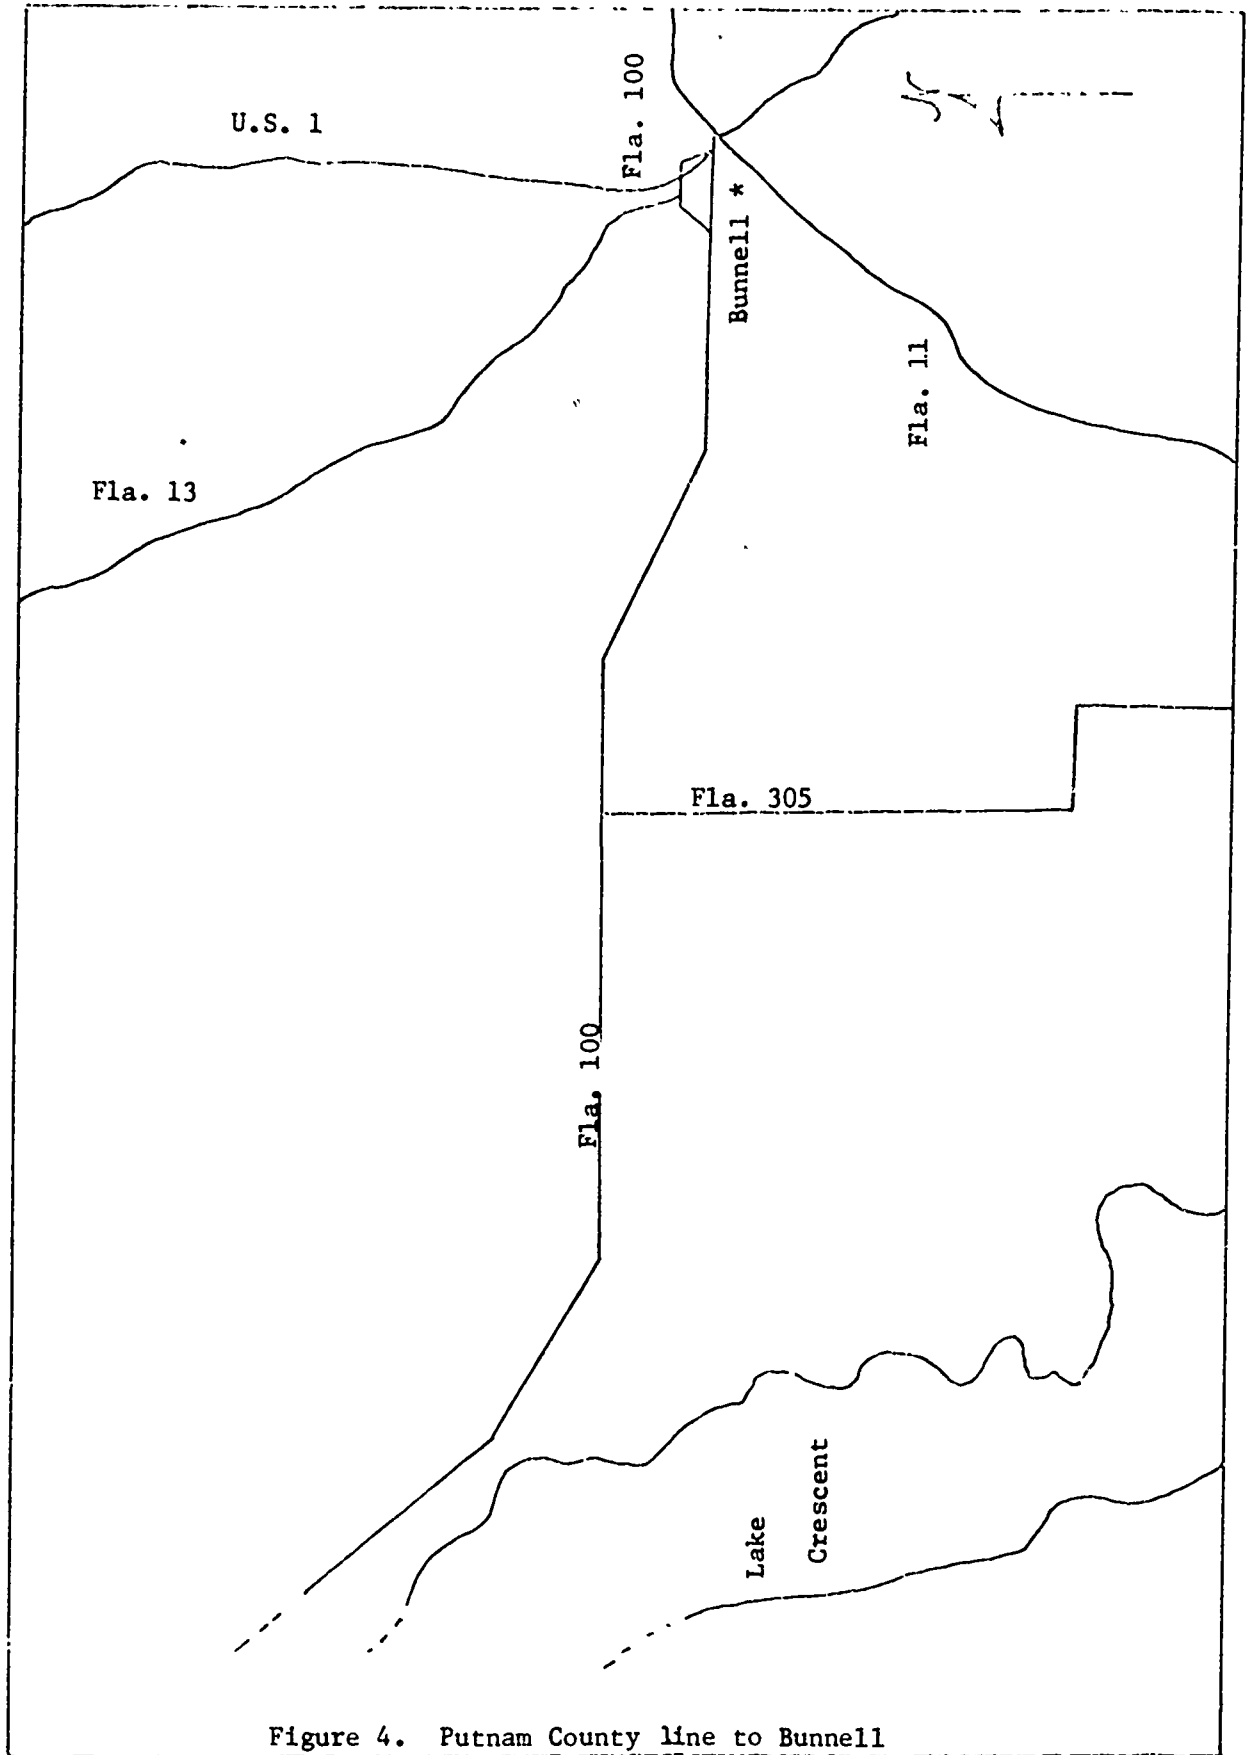 U.S. 1
Fla. 100
Bunnell *
Fla. 11
Fla. 13
Fla. 305
Fla. 100
Lake
Crescent
Figure 4. Putnam County line to Bunnell